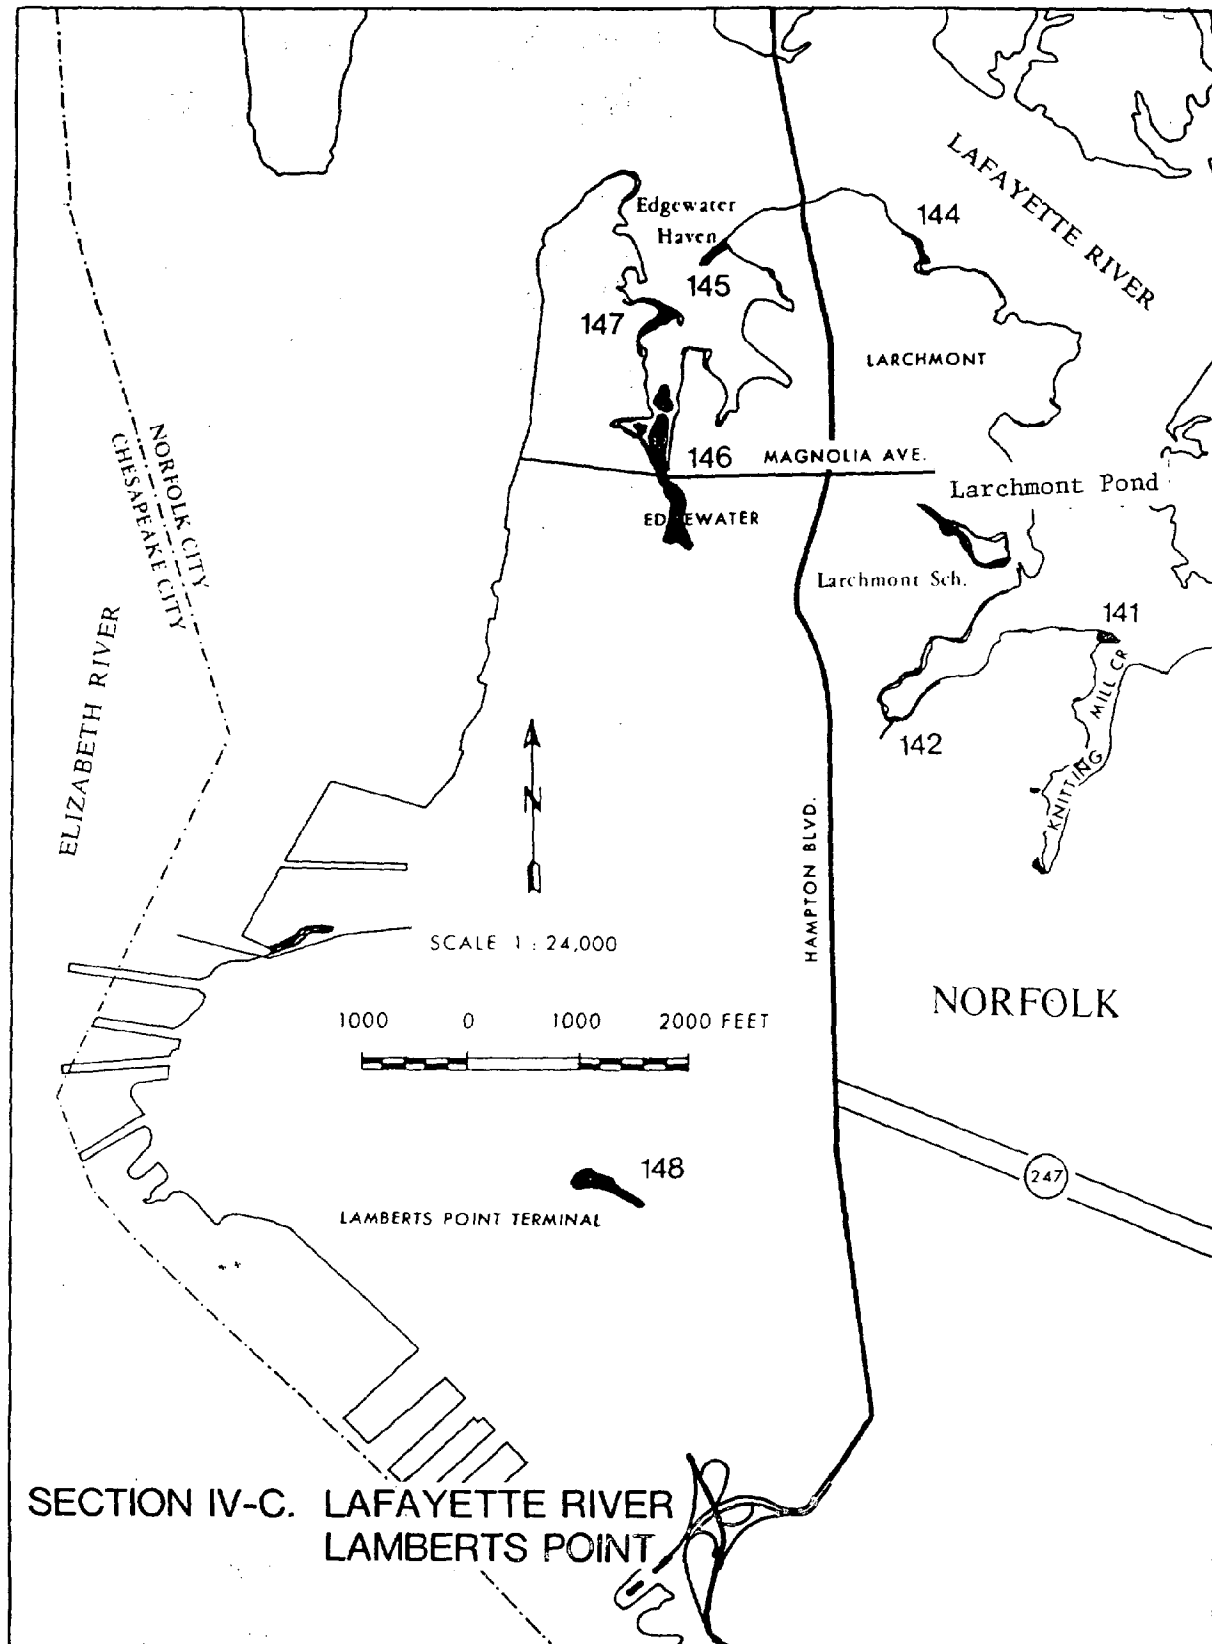 LAFAYETTE RIVER
Edgewater
Haven
144
145
147
LARCHMONT
146
MAGNOLIA AVE.
NORFOLK CITY
CHESAPEAKE CITY
Larchmont Pond
EDGEWATER
Larchmont Sch.
141
MILL CR
KNITTING
142
ELIZABETH RIVER
N
HAMPTON BLVD.
SCALE 1 : 24,000
NORFOLK
1000 0 1000 2000 FEET
148
247
LAMBERTS POINT TERMINAL
SECTION IV-C. LAFAYETTE RIVER
LAMBERTS POINT